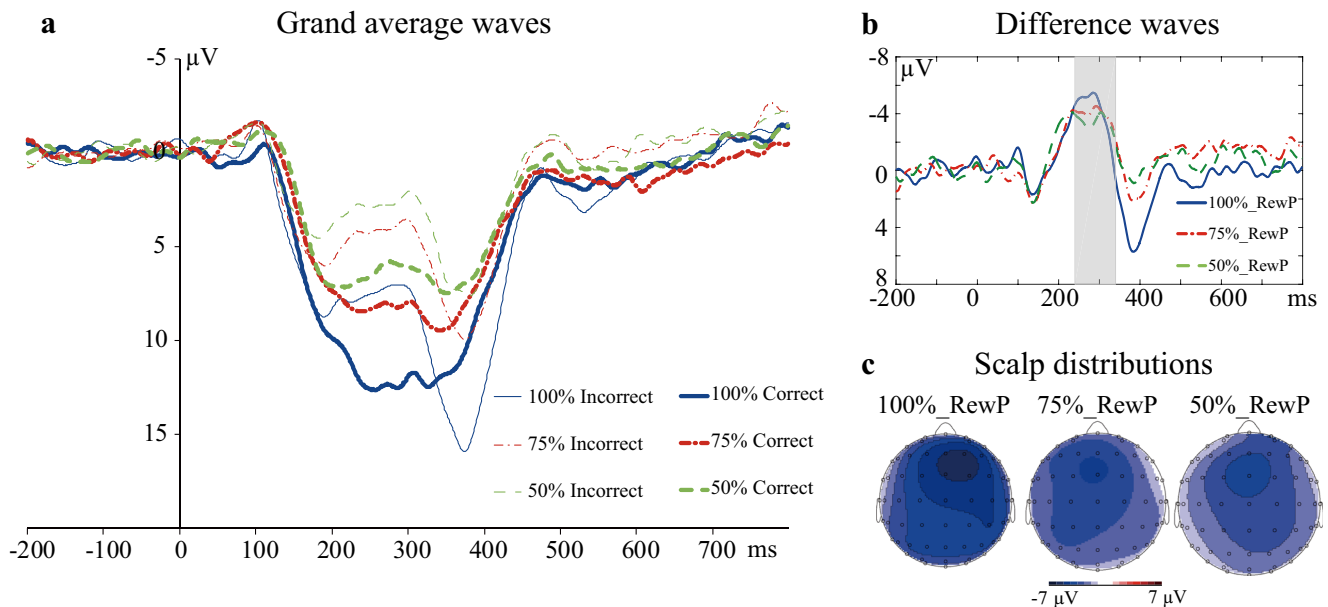 a Grand average waves
-5
µV
0
5
10
15
100% Incorrect 100% Correct
75% Incorrect 75% Correct
50% Incorrect 50% Correct
-200 -100 0 100 200 300 400 500 600 700 ms
b Difference waves
-8
µV
-4
0
5
8
100%_RewP
75%_RewP
50%_RewP
-200 0 200 400 600 ms
c Scalp distributions
100%_RewP 75%_RewP 50%_RewP
-7 µV 7 µV